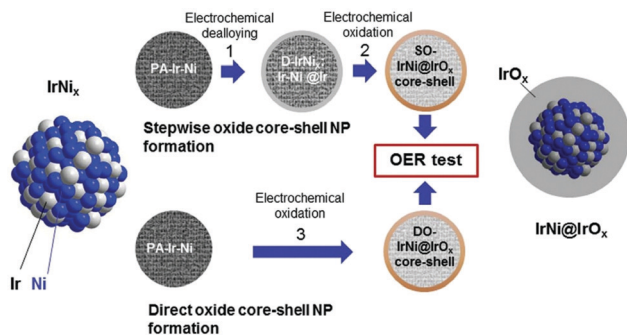 IrNiₓ
Ir Ni
Electrochemical
dealloying
1
Electrochemical
oxidation
2
PA-Ir-Ni
D-IrNiₓ:
Ir-Ni @Ir
SO-
IrNi@IrOₓ
core-shell
Stepwise oxide core-shell NP
formation
OER test
PA-Ir-Ni
Electrochemical
oxidation
3
DO-
IrNi@IrOₓ
core-shell
Direct oxide core-shell NP
formation
IrOₓ
IrNi@IrOₓ